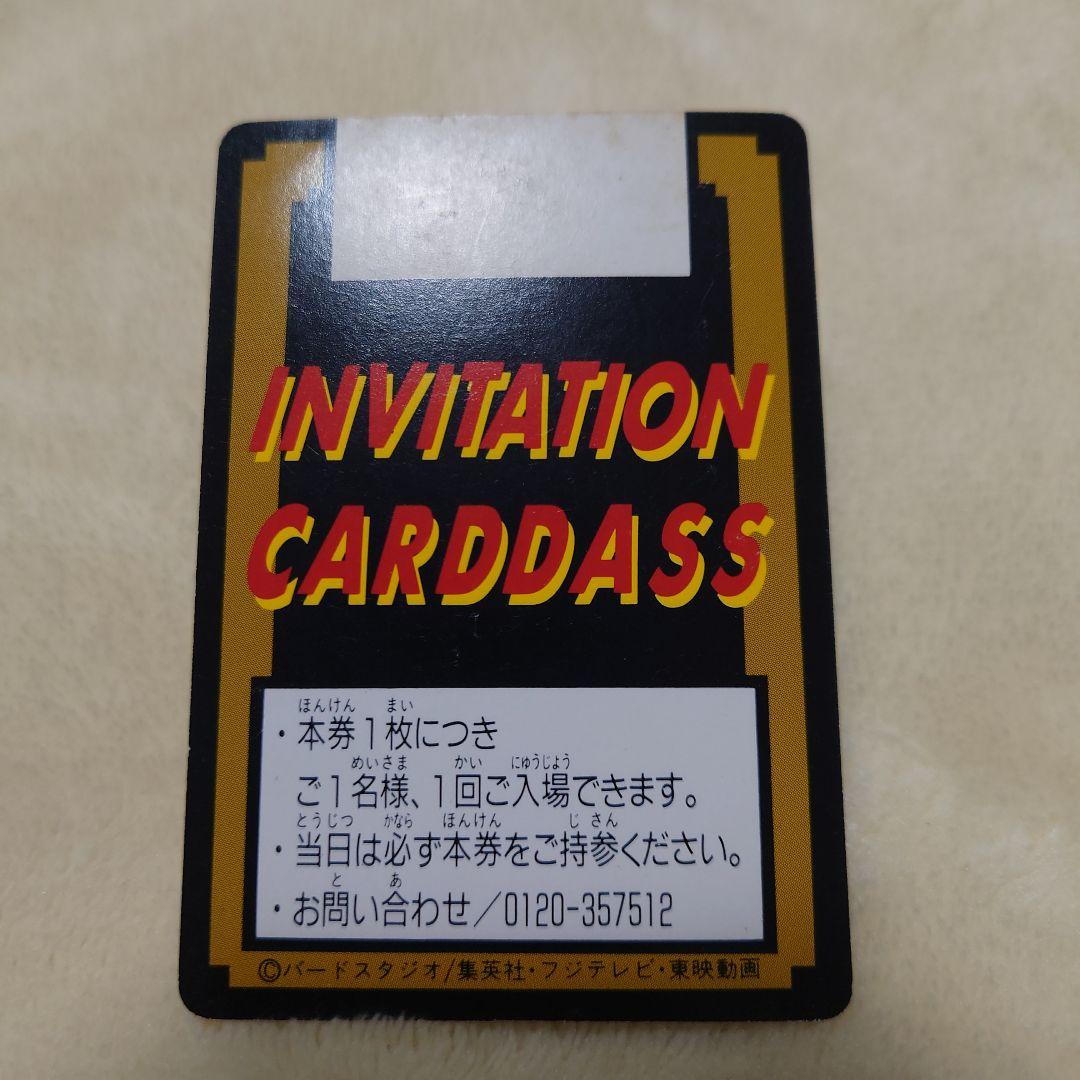 INVITATION
CARDDASS
ほんけん まい
・本券1枚につき
めいさま かい にゅうじょう
ご1名様、1回ご入場できます。
とうじつ かなら ほんけん じさん
・当日は必ず本券をご持参ください。
と あ
・お問い合わせ/0120-357512
©バードスタジオ/集英社・フジテレビ・東映動画